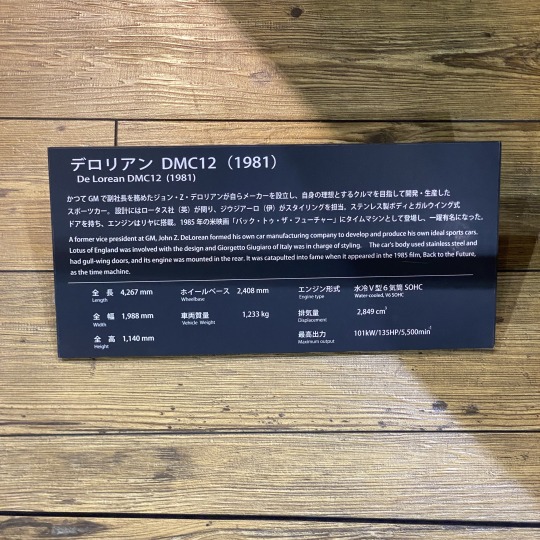 デロリアン DMC12（1981）
De Lorean DMC12 (1981)
かつて GM で副社長を務めたジョン・Z・デロリアンが自らメーカーを設立し、自身の理想とするクルマを目指して開発・生産した
スポーツカー。設計にはロータス社（英）が関り、ジウジアーロ（伊）がスタイリングを担当。ステンレス製ボディとガルウイング式
ドアを持ち、エンジンはリヤに搭載。1985 年の米映画「バック・トゥ・ザ・フューチャー」にタイムマシンとして登場し、一躍有名になった。
A former vice president at GM, John Z. DeLorean formed his own car manufacturing company to develop and produce his own ideal sports cars.
Lotus of England was involved with the design and Giorgetto Giugiaro of Italy was in charge of styling. The car's body used stainless steel and
had gull-wing doors, and its engine was mounted in the rear. It was catapulted into fame when it appeared in the 1985 film, Back to the Future,
as the time machine.
全 長 4,267 mm ホイールベース 2,408 mm エンジン形式 水冷 V 型 6 気筒 SOHC
Length Wheelbase Engine type Water-cooled, V6 SOHC
全 幅 1,988 mm 車両質量 1,233 kg 排気量 2,849 cm³
Width Vehicle Weight Displacement
全 高 1,140 mm 最高出力 101kW/135HP/5,500min⁻¹
Height Maximum output